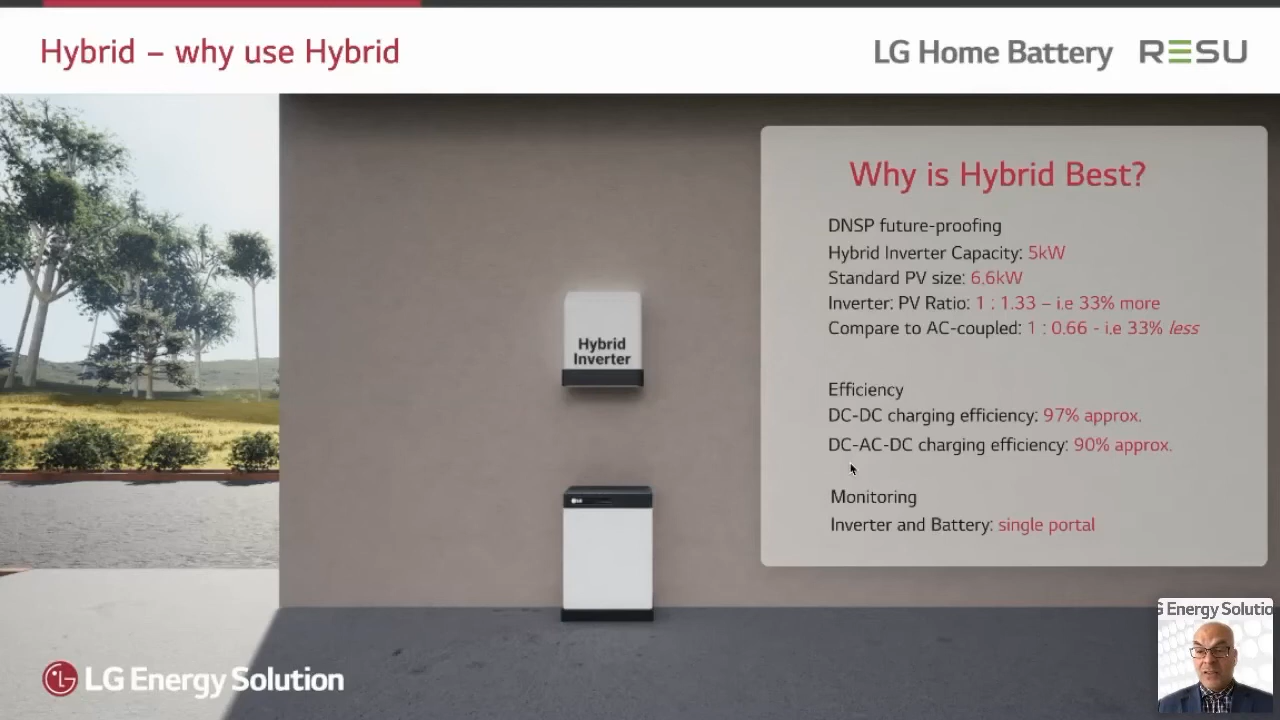 Hybrid – why use Hybrid
LG Home Battery RESU
Why is Hybrid Best?
DNSP future-proofing
Hybrid Inverter Capacity: 5kW
Standard PV size: 6.6kW
Inverter: PV Ratio: 1 : 1.33 – i.e 33% more
Compare to AC-coupled: 1 : 0.66 - i.e 33% less
Hybrid
Inverter
Efficiency
DC-DC charging efficiency: 97% approx.
DC-AC-DC charging efficiency: 90% approx.
Monitoring
Inverter and Battery: single portal
LG
LG Energy Solution
G Energy Solutio